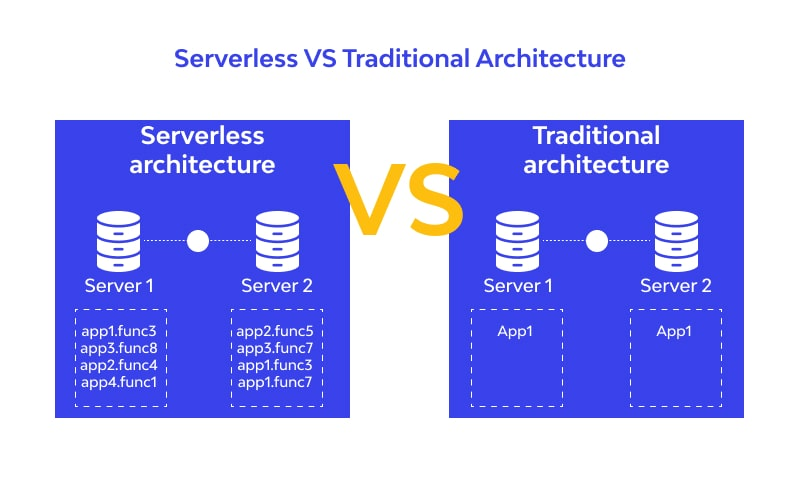 Serverless VS Traditional Architecture
Serverless
architecture
Server 1
Server 2
app1.func3
app3.func8
app2.func4
app4.func1
app2.func5
app3.func7
app1.func3
app1.func7
VS
Traditional
architecture
Server 1
Server 2
App1
App1